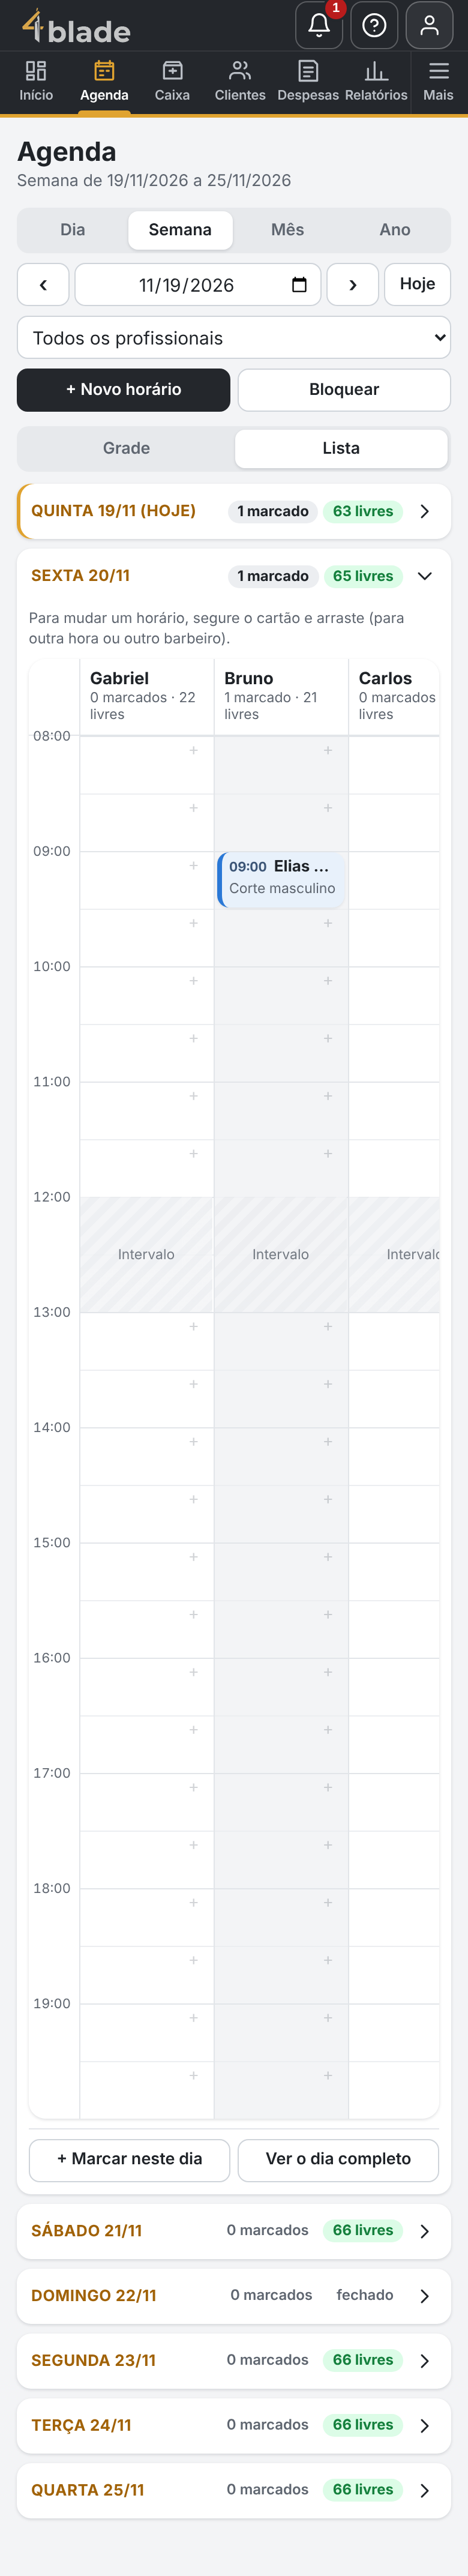 4blade
1
Início
Agenda
Caixa
Clientes
Despesas
Relatórios
Mais
Agenda
Semana de 19/11/2026 a 25/11/2026
Dia
Semana
Mês
Ano
‹
11/19/2026
›
Hoje
Todos os profissionais
+ Novo horário
Bloquear
Grade
Lista
QUINTA 19/11 (HOJE)
1 marcado
63 livres
SEXTA 20/11
1 marcado
65 livres
Para mudar um horário, segure o cartão e arraste (para
outra hora ou outro barbeiro).
Gabriel
0 marcados · 22
livres
Bruno
1 marcado · 21
livres
Carlos
0 marcados
livres
08:00
09:00
09:00 Elias ...
Corte masculino
10:00
11:00
12:00
Intervalo
Intervalo
Intervalo
13:00
14:00
15:00
16:00
17:00
18:00
19:00
+ Marcar neste dia
Ver o dia completo
SÁBADO 21/11
0 marcados
66 livres
DOMINGO 22/11
0 marcados
fechado
SEGUNDA 23/11
0 marcados
66 livres
TERÇA 24/11
0 marcados
66 livres
QUARTA 25/11
0 marcados
66 livres